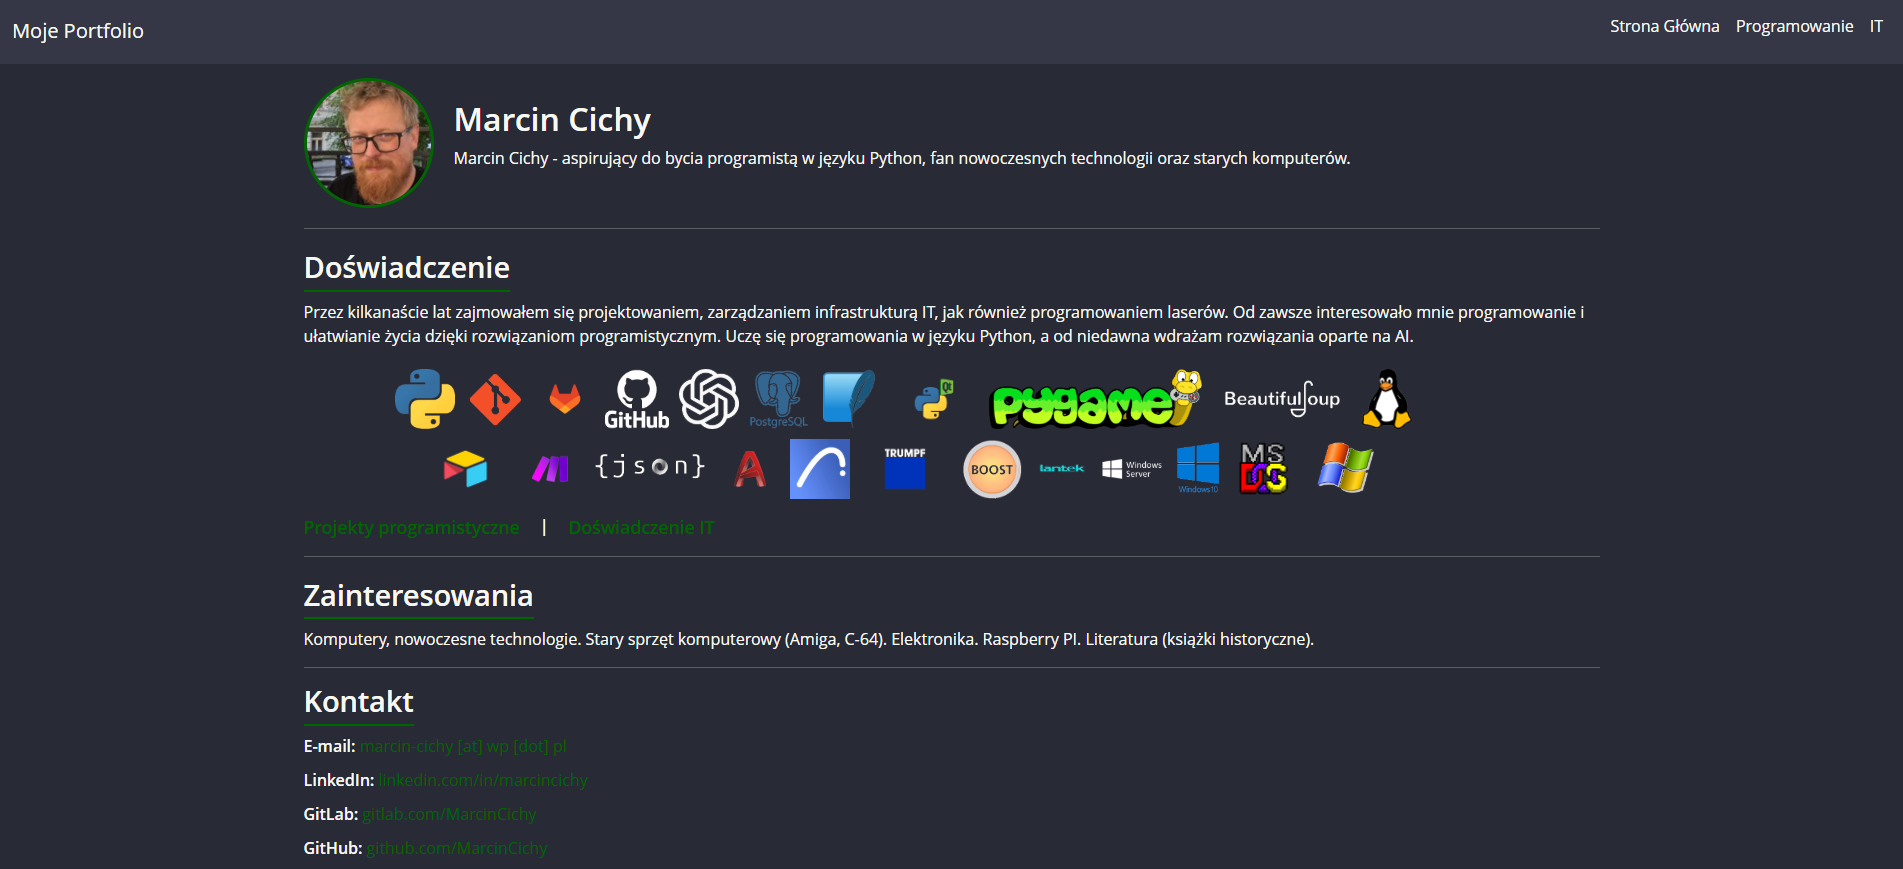 Moje Portfolio
Strona Główna Programowanie IT
Marcin Cichy
Marcin Cichy - aspirujący do bycia programistą w języku Python, fan nowoczesnych technologii oraz starych komputerów.
Doświadczenie
Przez kilkanaście lat zajmowałem się projektowaniem, zarządzaniem infrastrukturą IT, jak również programowaniem laserów. Od zawsze interesowało mnie programowanie i
ułatwianie życia dzięki rozwiązaniom programistycznym. Uczę się programowania w języku Python, a od niedawna wdrażam rozwiązania oparte na AI.
GitHub PostgreSQL Qt pygame BeautifulSoup
{json} TRUMPF BOOST lantek Windows Server Windows10 MS DOS
Projekty programistyczne | Doświadczenie IT
Zainteresowania
Komputery, nowoczesne technologie. Stary sprzęt komputerowy (Amiga, C-64). Elektronika. Raspberry PI. Literatura (książki historyczne).
Kontakt
E-mail: marcin-cichy [at] wp [dot] pl
LinkedIn: linkedin.com/in/marcincichy
GitLab: gitlab.com/MarcinCichy
GitHub: github.com/MarcinCichy